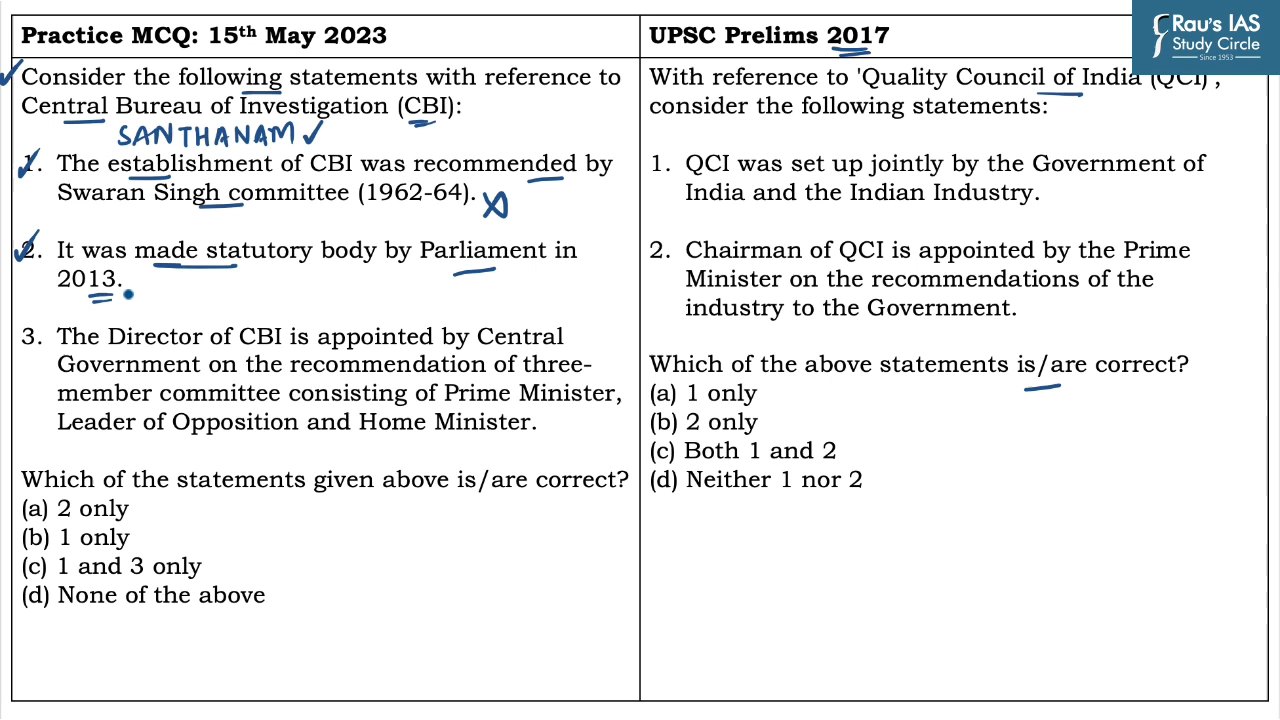 Practice MCQ: 15th May 2023
Consider the following statements with reference to
Central Bureau of Investigation (CBI):
SANTHANAM
1. The establishment of CBI was recommended by
Swaran Singh committee (1962-64).
2. It was made statutory body by Parliament in
2013.
3. The Director of CBI is appointed by Central
Government on the recommendation of three-
member committee consisting of Prime Minister,
Leader of Opposition and Home Minister.
Which of the statements given above is/are correct?
(a) 2 only
(b) 1 only
(c) 1 and 3 only
(d) None of the above
UPSC Prelims 2017
Rau's IAS
Study Circle
Since 1953
With reference to 'Quality Council of India (QCI)',
consider the following statements:
1. QCI was set up jointly by the Government of
India and the Indian Industry.
2. Chairman of QCI is appointed by the Prime
Minister on the recommendations of the
industry to the Government.
Which of the above statements is/are correct?
(a) 1 only
(b) 2 only
(c) Both 1 and 2
(d) Neither 1 nor 2